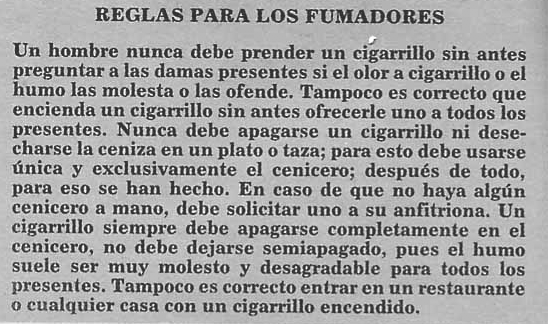 REGLAS PARA LOS FUMADORES
Un hombre nunca debe prender un cigarrillo sin antes
preguntar a las damas presentes si el olor a cigarrillo o el
humo las molesta o las ofende. Tampoco es correcto que
encienda un cigarrillo sin antes ofrecerle uno a todos los
presentes. Nunca debe apagarse un cigarrillo ni dese-
charse la ceniza en un plato o taza; para esto debe usarse
única y exclusivamente el cenicero; después de todo,
para eso se han hecho. En caso de que no haya algún
cenicero a mano, debe solicitar uno a su anfitriona. Un
cigarrillo siempre debe apagarse completamente en el
cenicero, no debe dejarse semiapagado, pues el humo
suele ser muy molesto y desagradable para todos los
presentes. Tampoco es correcto entrar en un restaurante
o cualquier casa con un cigarrillo encendido.